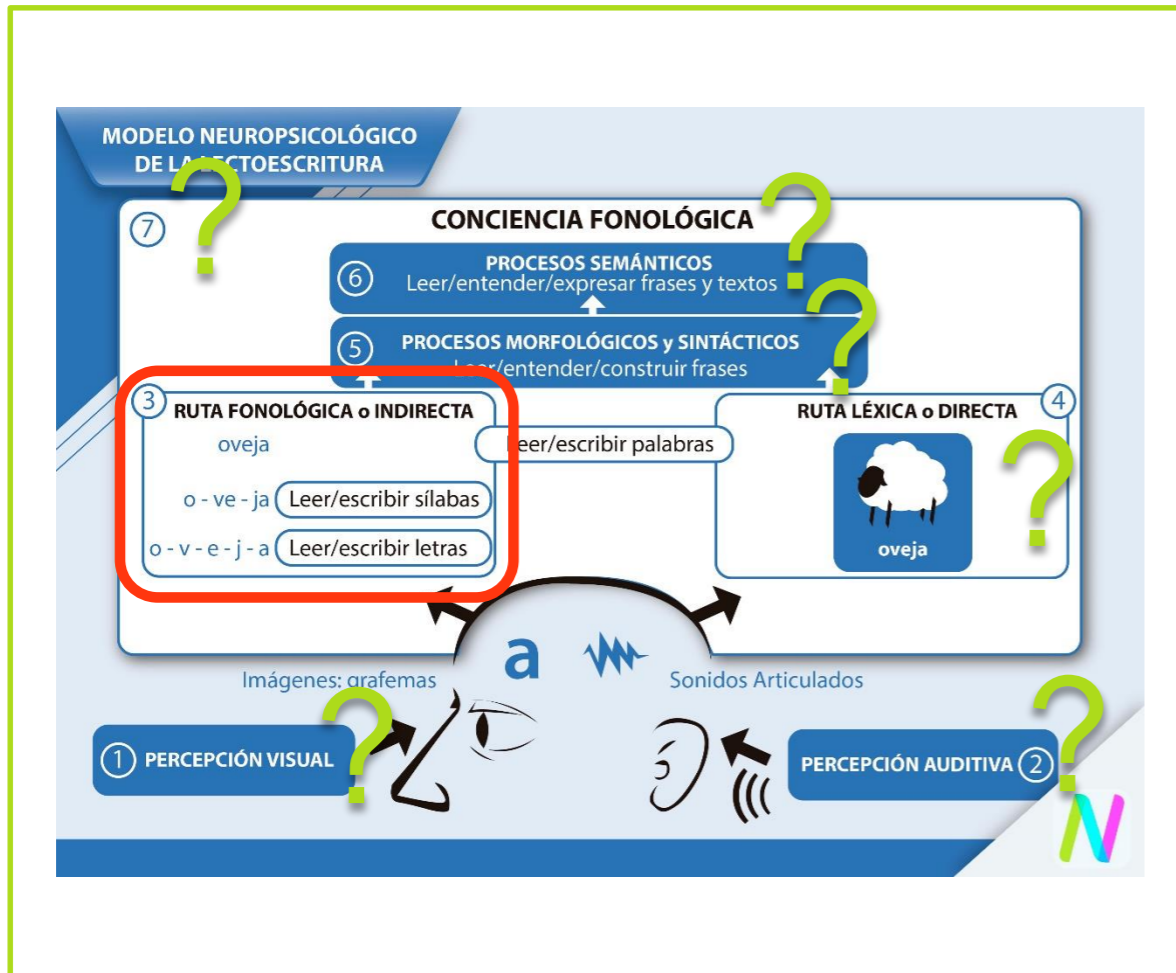 MODELO NEUROPSICOLÓGICO
DE LA LECTOESCRITURA
?
7
CONCIENCIA FONOLÓGICA
?
6
PROCESOS SEMÁNTICOS
Leer/entender/expresar frases y textos
5
PROCESOS MORFOLÓGICOS y SINTÁCTICOS
Leer/entender/construir frases
?
3
RUTA FONOLÓGICA o INDIRECTA
oveja
o - ve - ja Leer/escribir sílabas
o - v - e - j - a Leer/escribir letras
Leer/escribir palabras
RUTA LÉXICA o DIRECTA
4
oveja
?
a
Imágenes: grafemas
Sonidos Articulados
1 PERCEPCIÓN VISUAL
?
PERCEPCIÓN AUDITIVA 2
?
N